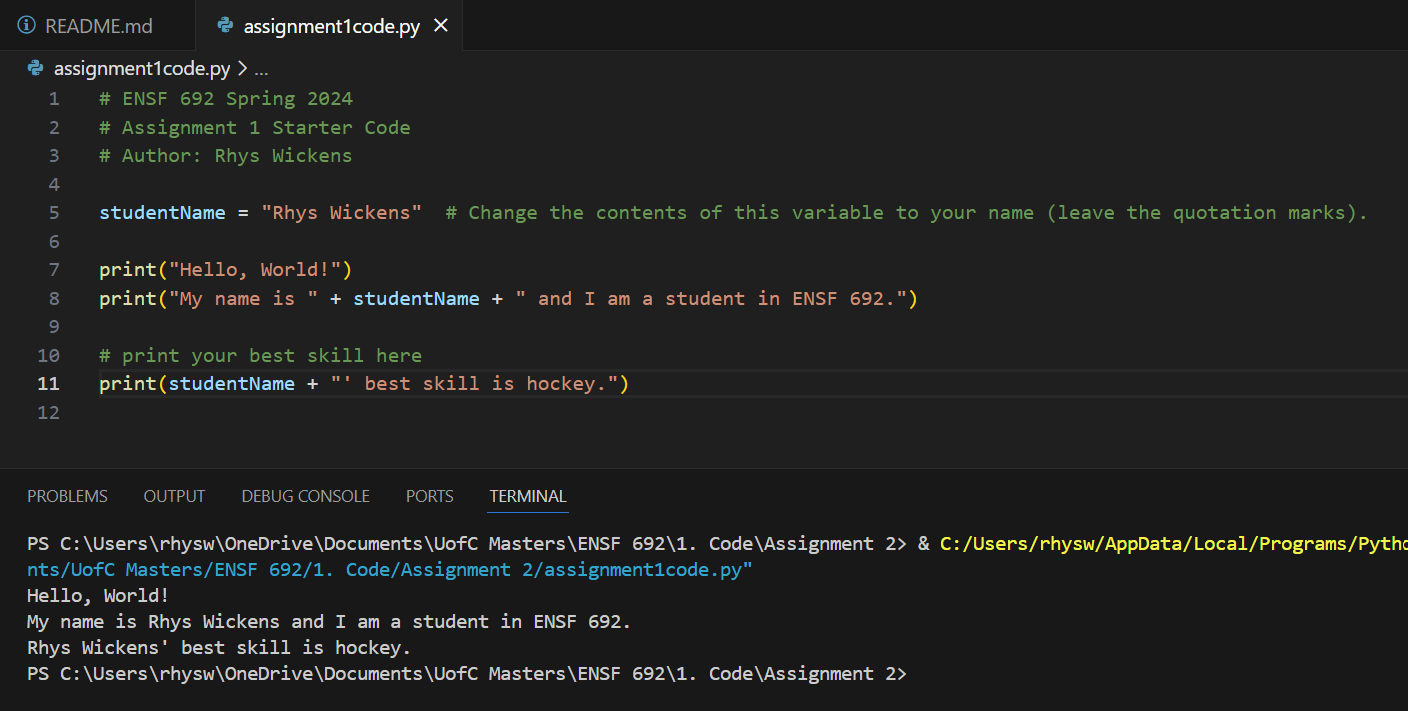 README.md assignment1code.py
assignment1code.py > ...
1 # ENSF 692 Spring 2024
2 # Assignment 1 Starter Code
3 # Author: Rhys Wickens
4
5 studentName = "Rhys Wickens"  # Change the contents of this variable to your name (leave the quotation marks).
6
7 print("Hello, World!")
8 print("My name is " + studentName + " and I am a student in ENSF 692.")
9
10 # print your best skill here
11 print(studentName + "' best skill is hockey.")
12
PROBLEMS OUTPUT DEBUG CONSOLE PORTS TERMINAL
PS C:\Users\rhysw\OneDrive\Documents\UofC Masters\ENSF 692\1. Code\Assignment 2> & C:/Users/rhysw/AppData/Local/Programs/Pytho
nts/UofC Masters/ENSF 692/1. Code/Assignment 2/assignment1code.py"
Hello, World!
My name is Rhys Wickens and I am a student in ENSF 692.
Rhys Wickens' best skill is hockey.
PS C:\Users\rhysw\OneDrive\Documents\UofC Masters\ENSF 692\1. Code\Assignment 2>